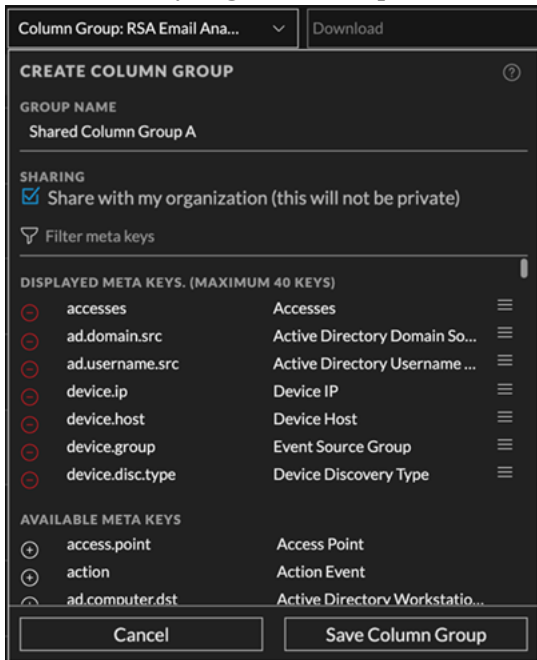 Column Group: RSA Email Ana... Download
CREATE COLUMN GROUP
GROUP NAME
Shared Column Group A
SHARING
Share with my organization (this will not be private)
Filter meta keys
DISPLAYED META KEYS. (MAXIMUM 40 KEYS)
accesses Accesses
ad.domain.src Active Directory Domain So...
ad.username.src Active Directory Username ...
device.ip Device IP
device.host Device Host
device.group Event Source Group
device.disc.type Device Discovery Type
AVAILABLE META KEYS
access.point Access Point
action Action Event
ad.computer.dst Active Directory Workstatio...
Cancel Save Column Group